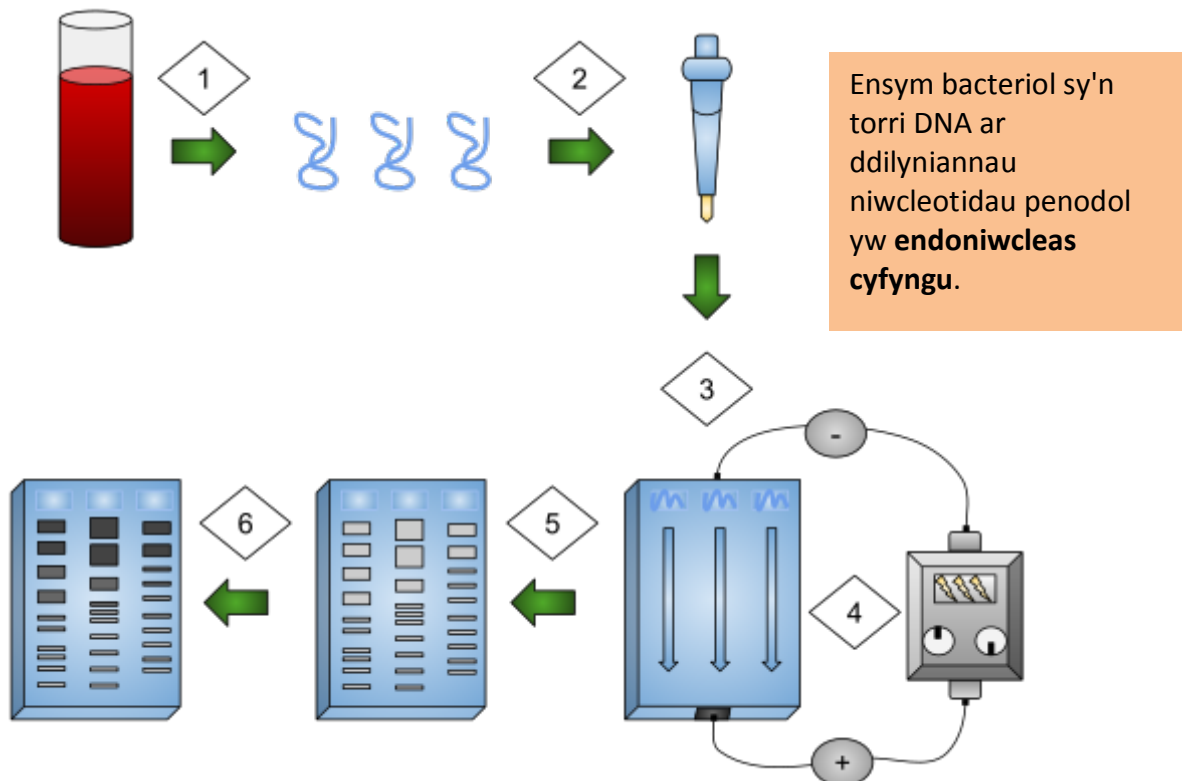 1
2
Ensym bacteriol sy'n
torri DNA ar
ddilyniannau
niwcleotidau penodol
yw endoniwcleas
cyfyngu.
3
-
6
5
4
+